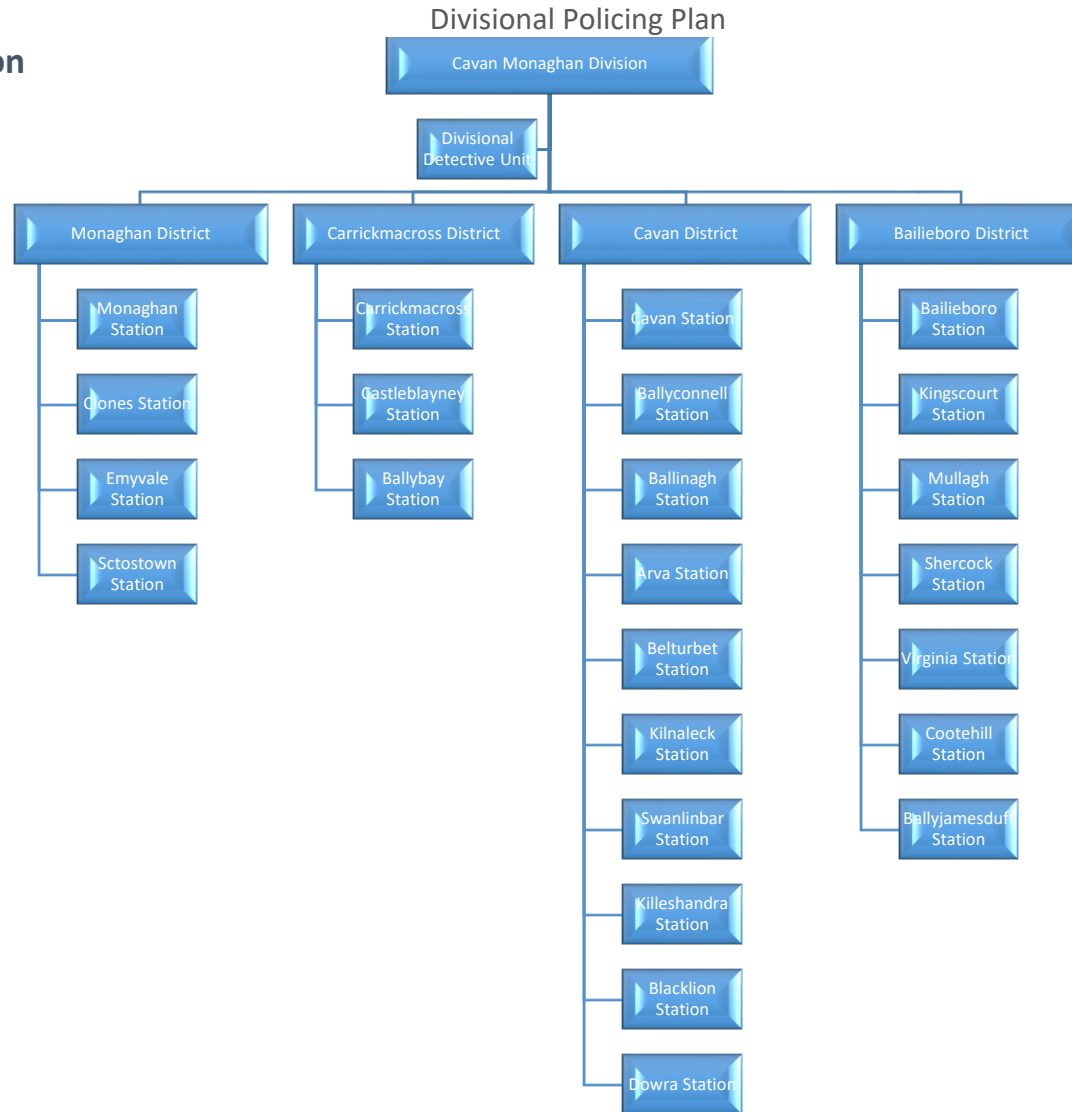 Divisional Policing Plan
on
Cavan Monaghan Division
Divisional
Detective Unit
Monaghan District
Monaghan
Station
Clones Station
Emyvale
Station
Sctostown
Station
Carrickmacross District
Carrickmacross
Station
Castleblayney
Station
Ballybay
Station
Cavan District
Cavan Station
Ballyconnell
Station
Ballinagh
Station
Arva Station
Belturbet
Station
Kilnaleck
Station
Swanlinbar
Station
Killeshandra
Station
Blacklion
Station
Dowra Station
Bailieboro District
Bailieboro
Station
Kingscourt
Station
Mullagh
Station
Shercock
Station
Virginia Station
Cootehill
Station
Ballyjamesduff
Station